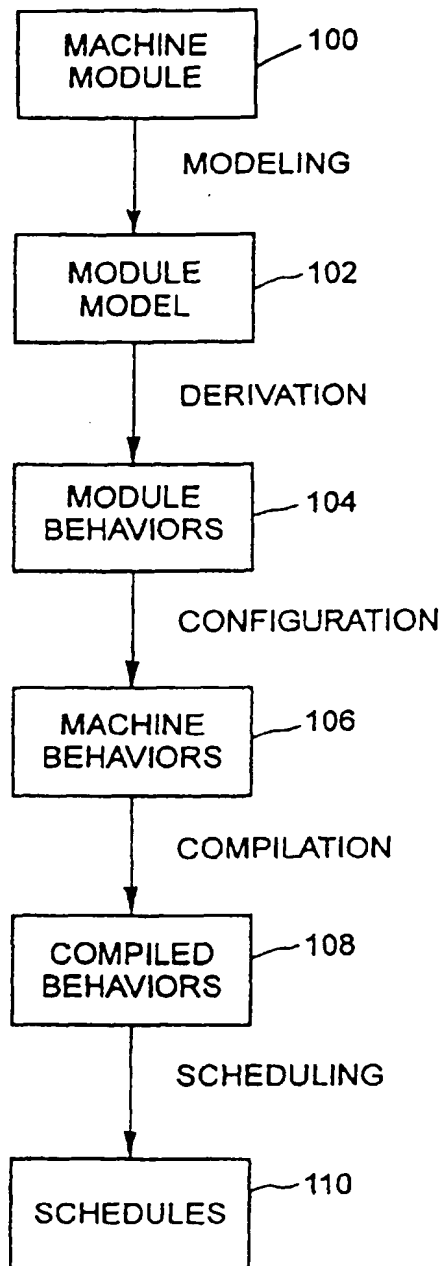 MACHINE
MODULE
100
MODELING
MODULE
MODEL
102
DERIVATION
MODULE
BEHAVIORS
104
CONFIGURATION
MACHINE
BEHAVIORS
106
COMPILATION
COMPILED
BEHAVIORS
108
SCHEDULING
SCHEDULES
110